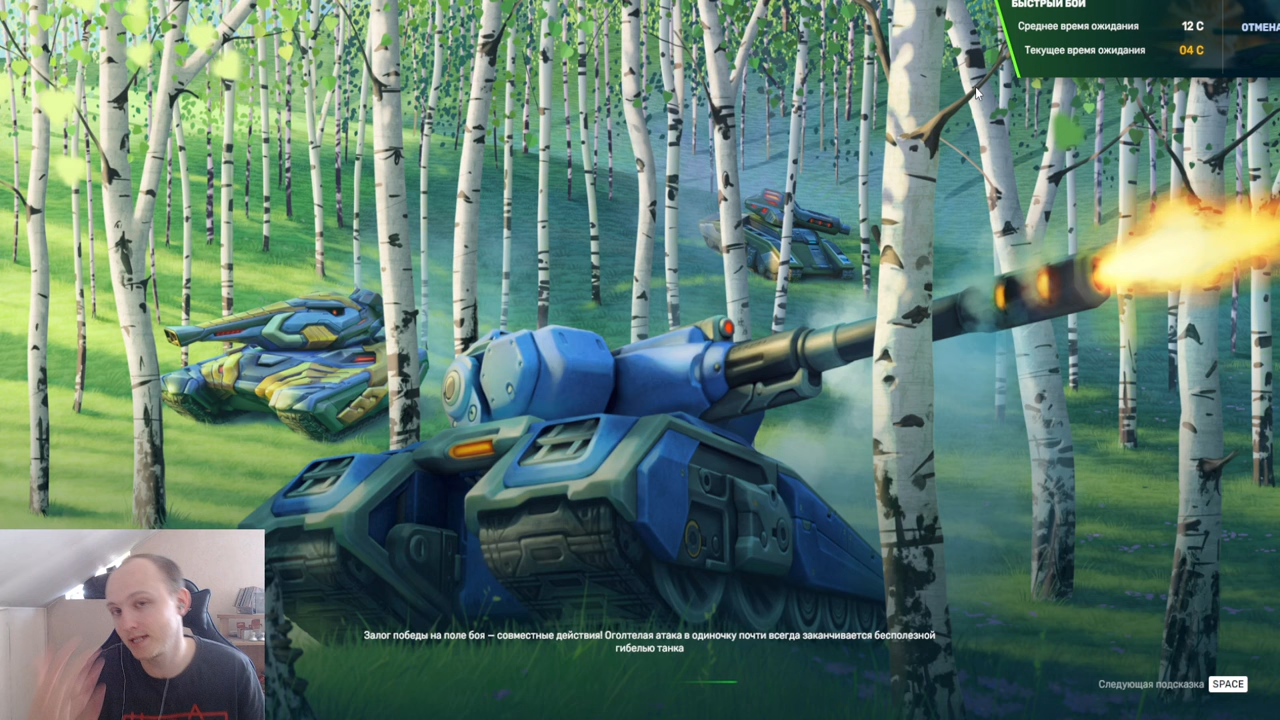 БЫСТРЫЙ БОЙ
Среднее время ожидания 12 С
ОТМЕНА
Текущее время ожидания 04 С
Залог победы на поле боя — совместные действия! Оголтелая атака в одиночку почти всегда заканчивается бесполезной
гибелью танка
Следующая подсказка SPACE